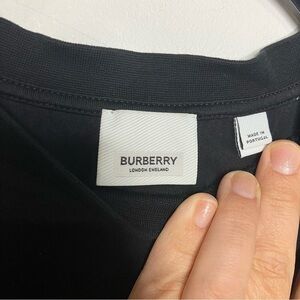 BURBERRY
LONDON ENGLAND
MADE IN
PORTUGAL